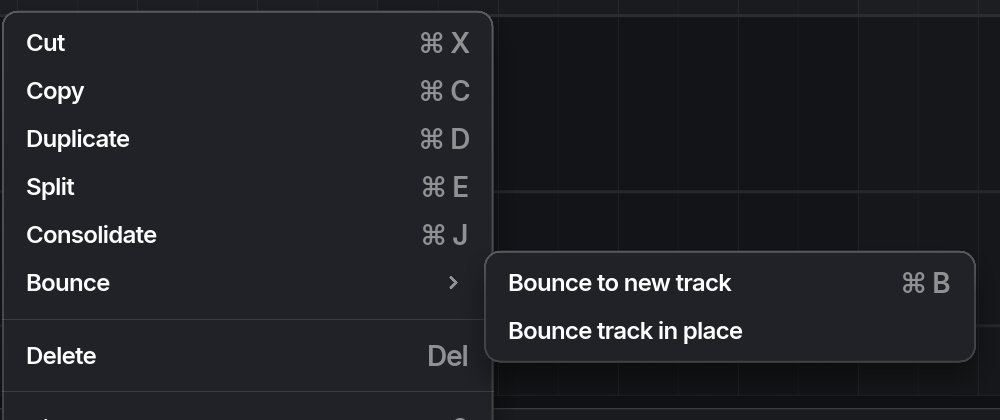 Cut ⌘ X
Copy ⌘ C
Duplicate ⌘ D
Split ⌘ E
Consolidate ⌘ J
Bounce
Bounce to new track ⌘ B
Bounce track in place
Delete Del